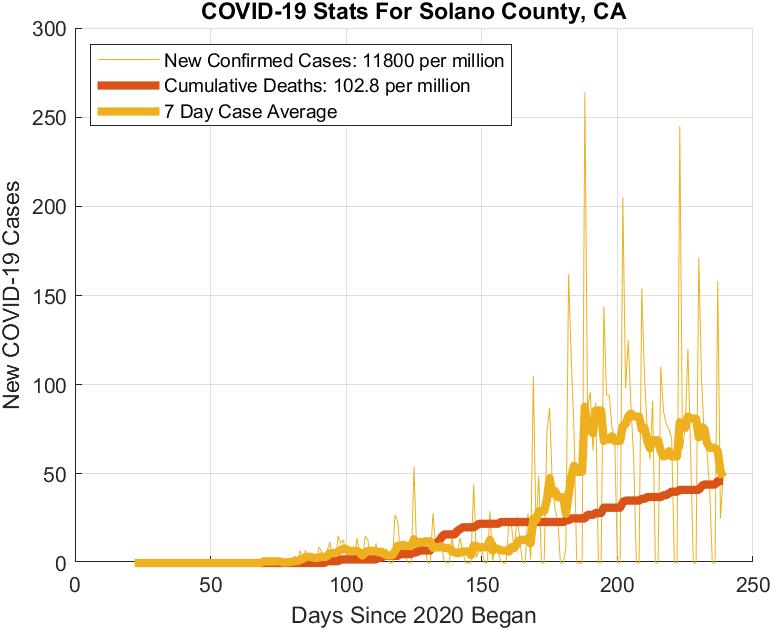 COVID-19 Stats For Solano County, CA
New Confirmed Cases: 11800 per million
Cumulative Deaths: 102.8 per million
7 Day Case Average
New COVID-19 Cases
300
250
200
150
100
50
0
0 50 100 150 200 250
Days Since 2020 Began